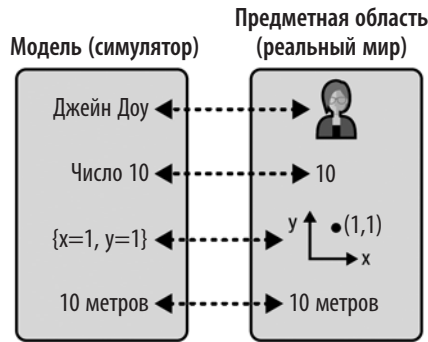 Модель (симулятор)
Предметная область
(реальный мир)
Джейн Доу
Число 10
10
{x=1, y=1}
y
(1,1)
x
10 метров
10 метров